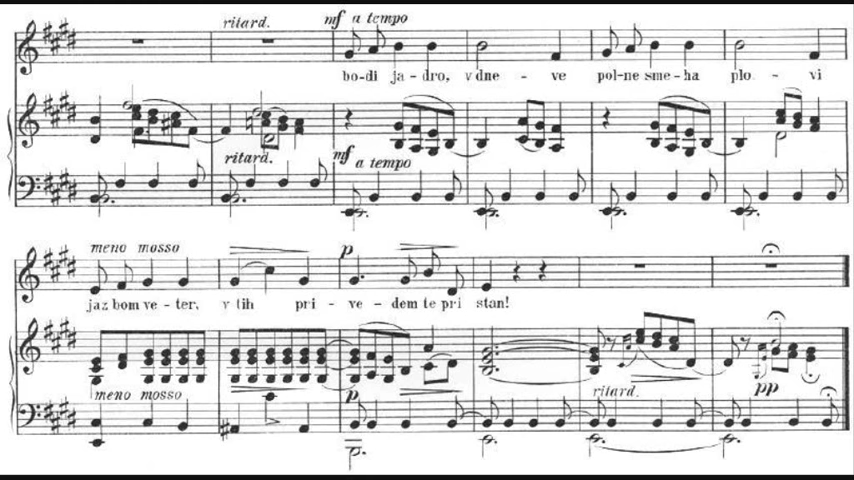 ritard. mf a tempo
bo-di ja-dro, v dne - ve pol-ne sme-ha plo - vi
ritard. mf a tempo
meno mosso p
jaz bom ve - ter, v tih pri - ve - dem te pri stan!
meno mosso p ritard. pp